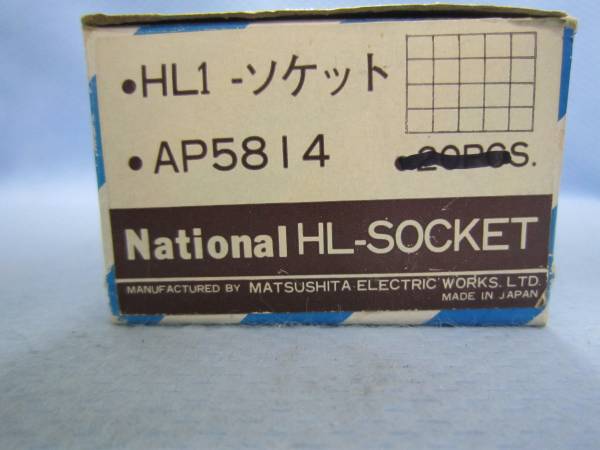 •HL1 -ソケット
•AP5814
20PCS.
National HL-SOCKET
MANUFACTURED BY MATSUSHITA ELECTRIC WORKS. LTD.
MADE IN JAPAN